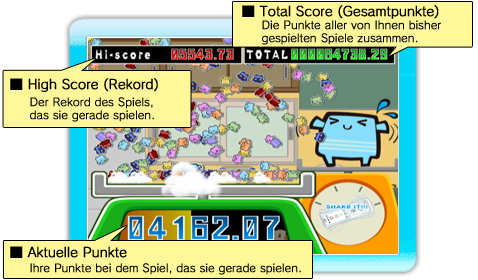 ■ Total Score (Gesamtpunkte)
Die Punkte aller von Ihnen bisher
gespielten Spiele zusammen.
Hi-score 05543.73 TOTAL 000054738.29
■ High Score (Rekord)
Der Rekord des Spiels,
das sie gerade spielen.
SHAKE IT!!!
04162.07
■ Aktuelle Punkte
Ihre Punkte bei dem Spiel, das sie gerade spielen.